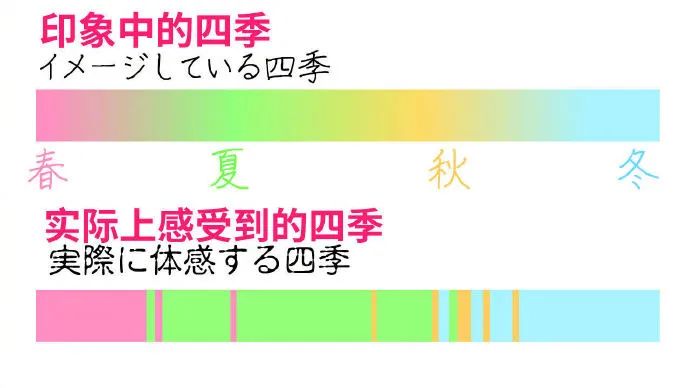 印象中的四季
イメージしている四季
春 夏 秋 冬
实际上感受到的四季
実際に体感する四季